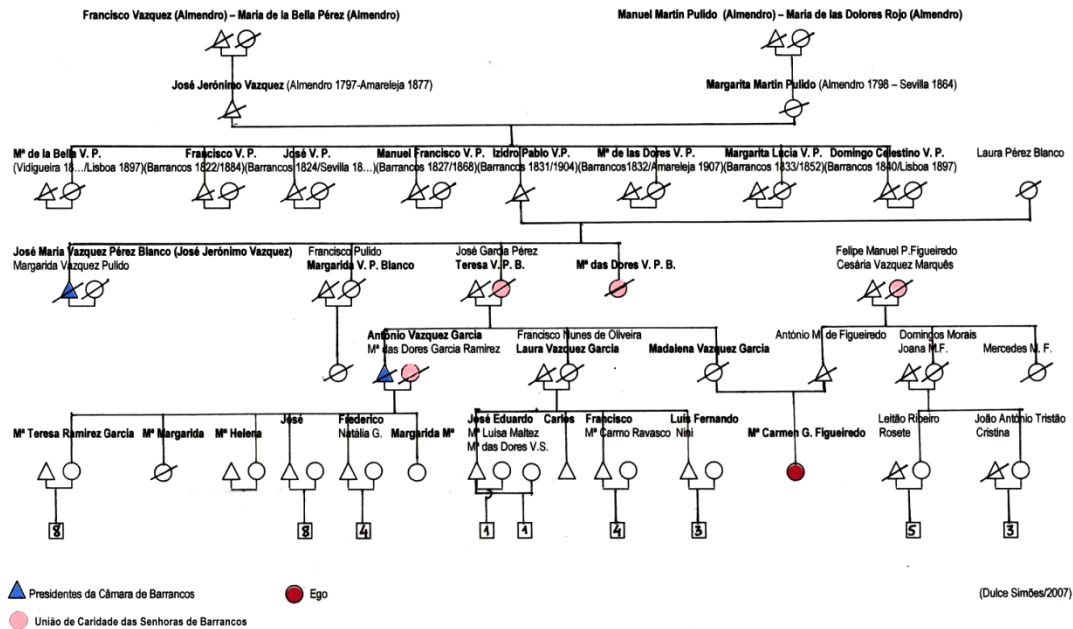 Francisco Vazquez (Almendro) – Maria de la Bella Pérez (Almendro)
Manuel Martin Pulido (Almendro) – Maria de las Dolores Rojo (Almendro)
José Jerónimo Vazquez (Almendro 1797-Amareleja 1877)
Margarita Martin Pulido (Almendro 1798 – Sevilla 1864)
Mª de la Bella V. P. Francisco V. P. José V. P. Manuel Francisco V. P. Izidro Pablo V.P. Mª de las Dores V. P. Margarita Lúcia V. P. Domingo Celestino V. P. Laura Pérez Blanco
(Vidigueira 18.../Lisboa 1897)(Barrancos 1822/1884)(Barrancos 1824/Sevilla 18...)(Barrancos 1827/1868)(Barrancos 1831/1904)(Barrancos1832/Amareleja 1907)(Barrancos 1833/1852)(Barrancos 1840/Lisboa 1897)
José Maria Vazquez Pérez Blanco (José Jerónimo Vazquez) Francisco Pulido José Garcia Pérez Felipe Manuel P.Figueiredo
Margarida Vazquez Pulido Margarida V. P. Blanco Teresa V. P. B. Mª das Dores V. P. B. Cesária Vazquez Marquês
António Vazquez Garcia Francisco Nunes de Oliveira António M. de Figueiredo Domingos Morais
Mª das Dores Garcia Ramirez Laura Vazquez Garcia Madalena Vazquez Garcia Joana M.F. Mercedes M. F.
José Frederico José Eduardo Carlos Francisco Luis Fernando Leitão Ribeiro João António Tristão
Mª Teresa Ramirez Garcia Mª Margarida Mª Helena Natália G. Margarida Mª Mª Luisa Maltez Mª Carmo Ravasco Nini Mª Carmen G. Figueiredo Rosete Cristina
Mª das Dores V.S.
8 8 4 1 1 4 3 5 3
Presidentes da Câmara de Barrancos Ego (Dulce Simões/2007)
União de Caridade das Senhoras de Barrancos